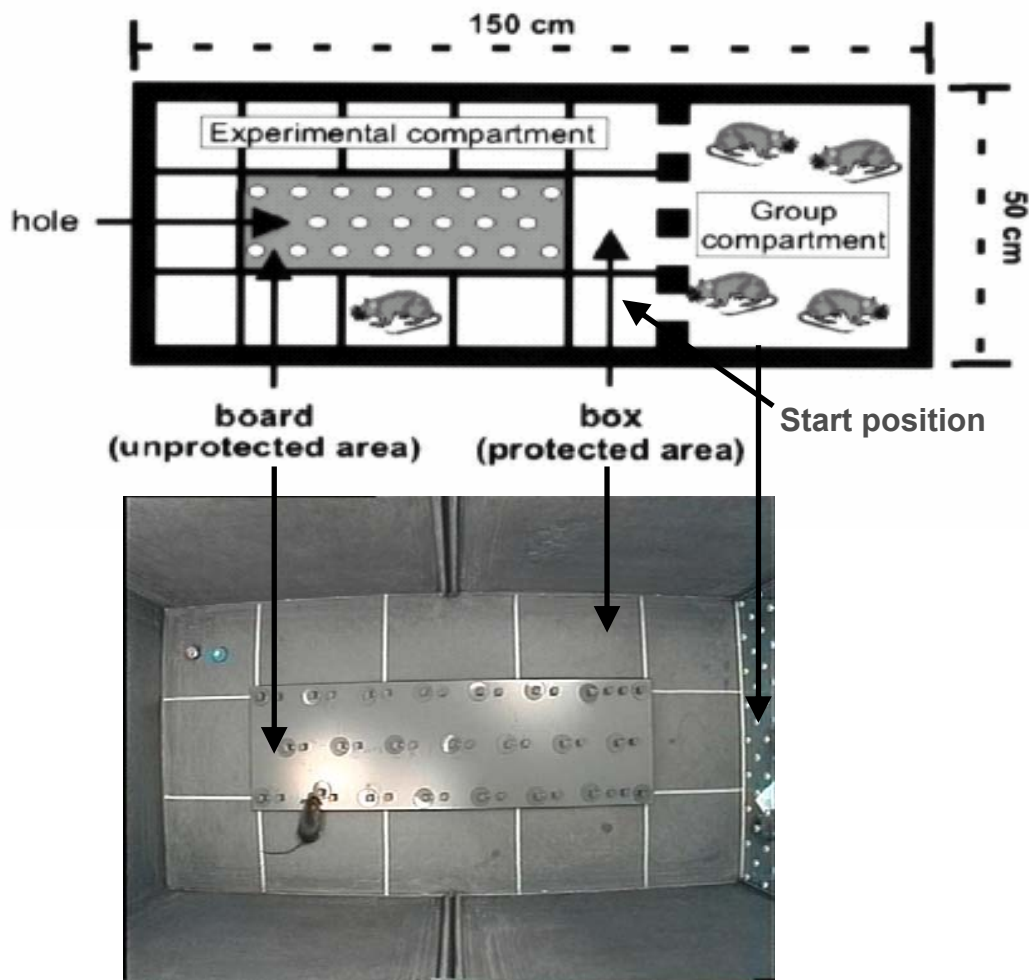 150 cm
Experimental compartment
hole
Group
compartment
50 cm
board
(unprotected area)
box
(protected area)
Start position